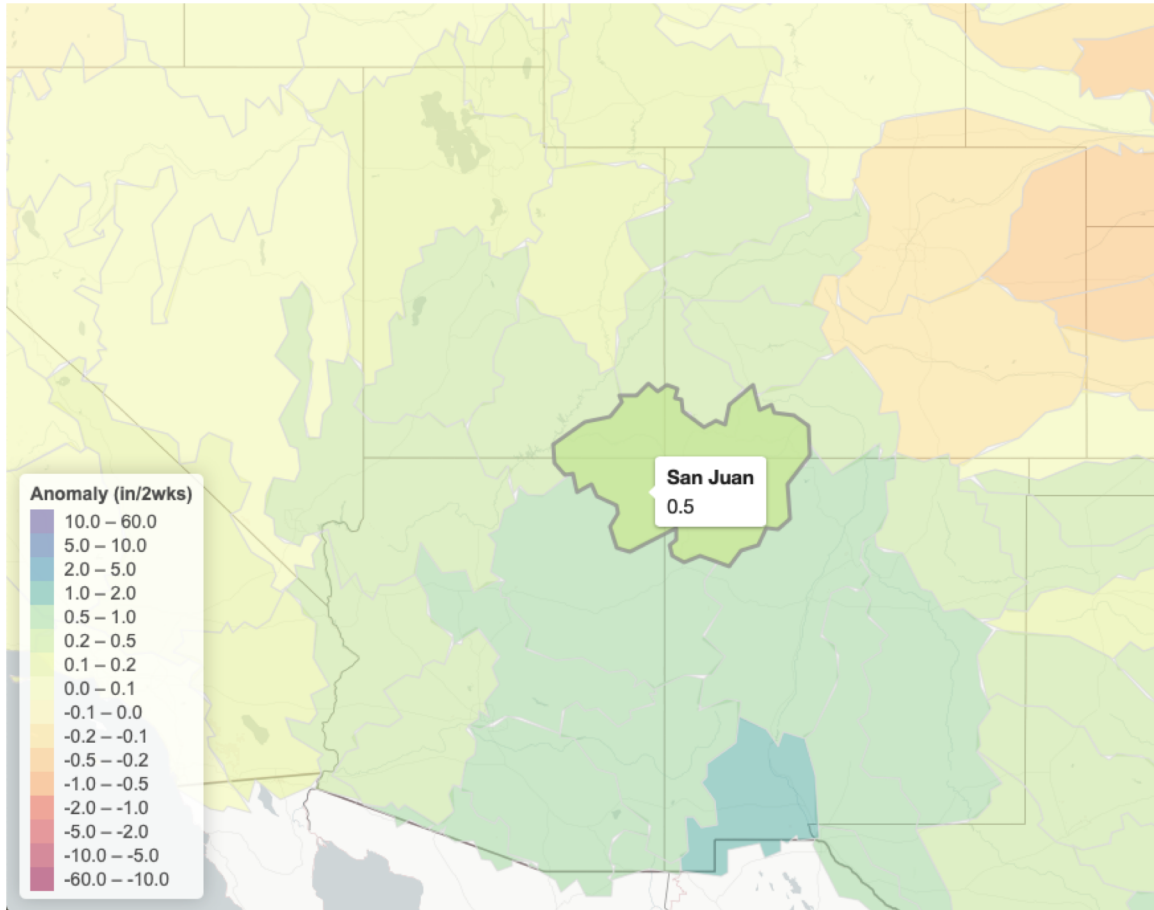 San Juan
0.5
Anomaly (in/2wks)
10.0 – 60.0
5.0 – 10.0
2.0 – 5.0
1.0 – 2.0
0.5 – 1.0
0.2 – 0.5
0.1 – 0.2
0.0 – 0.1
-0.1 – 0.0
-0.2 – -0.1
-0.5 – -0.2
-1.0 – -0.5
-2.0 – -1.0
-5.0 – -2.0
-10.0 – -5.0
-60.0 – -10.0